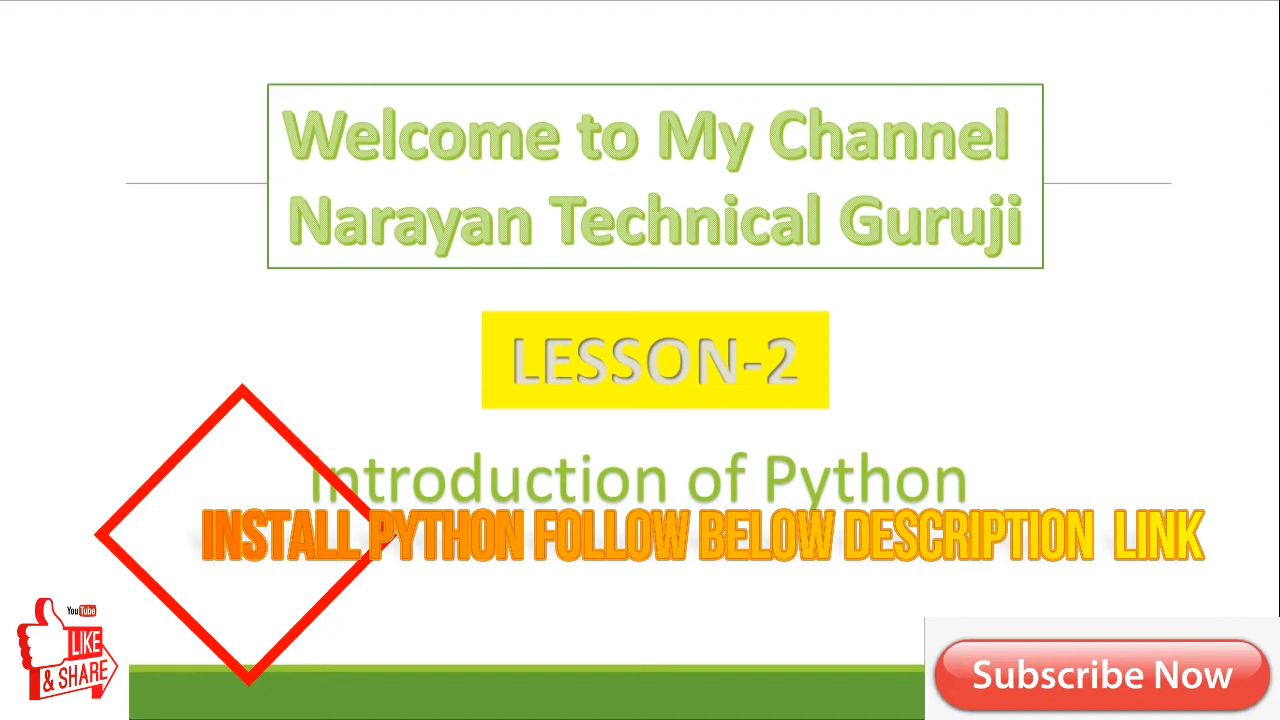 Welcome to My Channel
Narayan Technical Guruji
LESSON-2
Introduction of Python
INSTALL PYTHON FOLLOW BELOW DESCRIPTION LINK
YouTube
LIKE
& SHARE
Subscribe Now